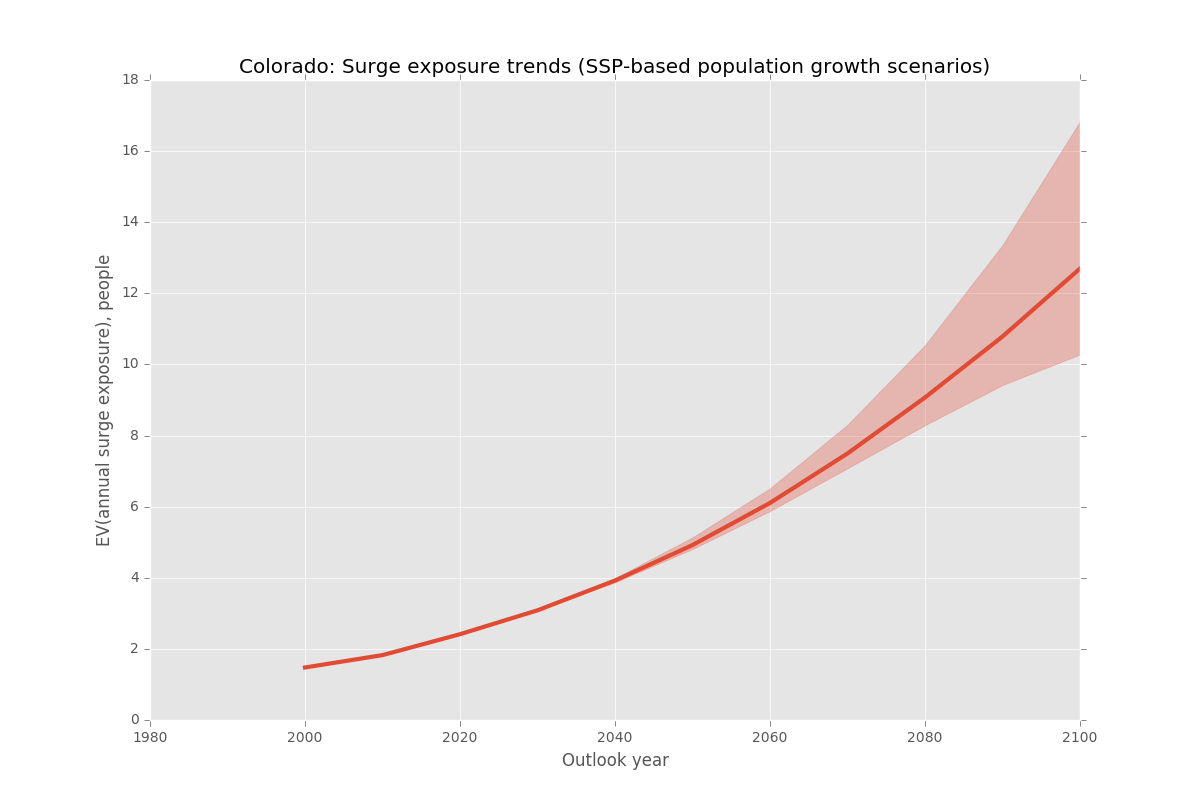 Colorado: Surge exposure trends (SSP-based population growth scenarios)
18
16
14
12
10
8
6
4
2
0
EV(annual surge exposure), people
1980 2000 2020 2040 2060 2080 2100
Outlook year